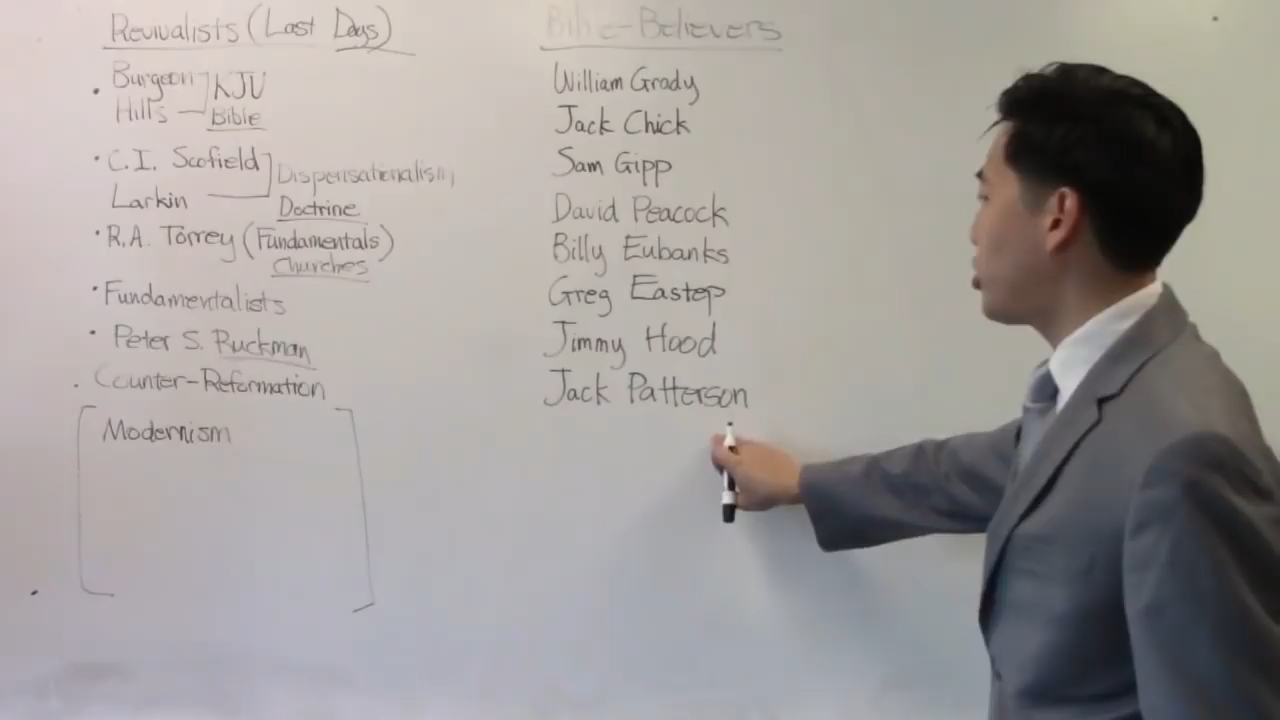 Revivalists (Last Days)
• Burgeon KJV
Hills Bible
• C.I. Scofield Dispensationalism,
Larkin Doctrine
• R.A. Torrey (Fundamentals)
Churches
• Fundamentalists
• Peter S. Ruckman
• Counter-Reformation
Modernism
Bible-Believers
William Grady
Jack Chick
Sam Gipp
David Peacock
Billy Eubanks
Greg Eastep
Jimmy Hood
Jack Patterson